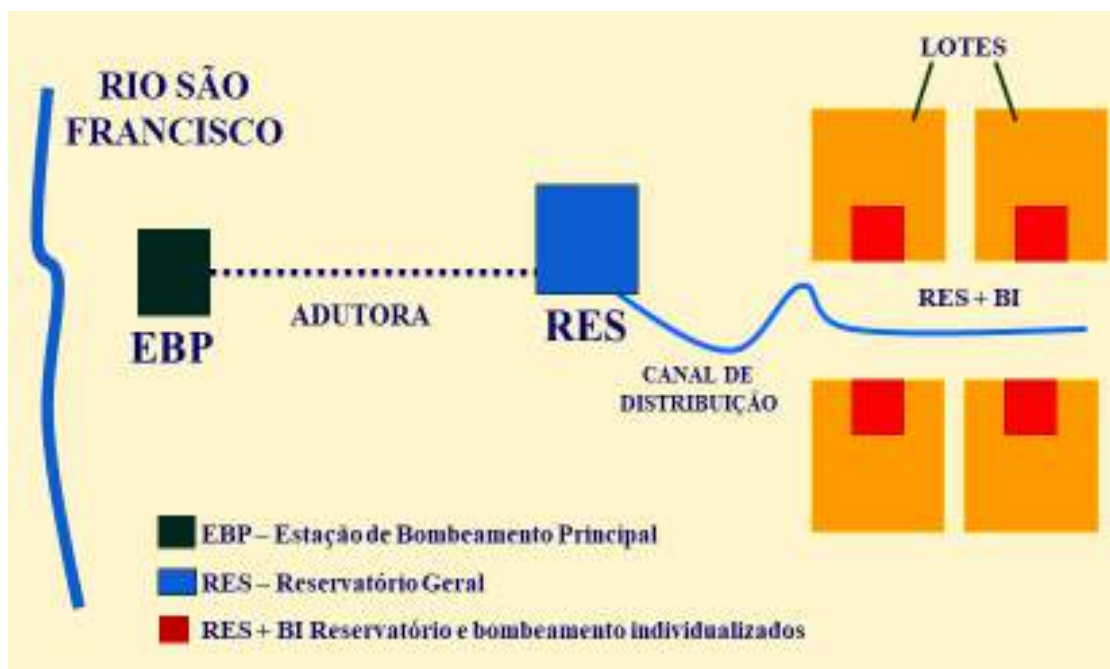 LOTES
RIO SÃO
FRANCISCO
ADUTORA
EBP
RES
RES + BI
CANAL DE
DISTRIBUIÇÃO
EBP – Estação de Bombeamento Principal
RES – Reservatório Geral
RES + BI Reservatório e bombeamento individualizados